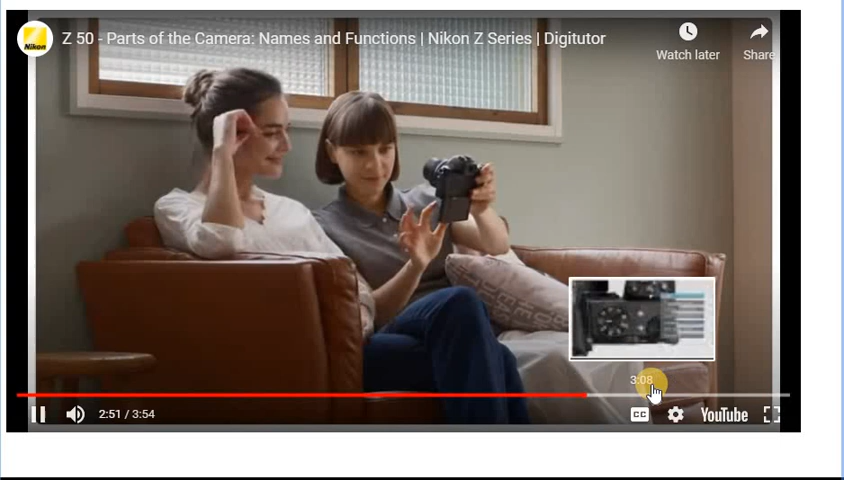 Nikon
Z 50 - Parts of the Camera: Names and Functions | Nikon Z Series | Digitutor
Watch later
Share
3:08
2:51 / 3:54
CC
YouTube